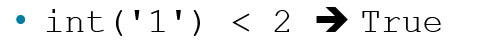 • int('1') < 2 ➔ True